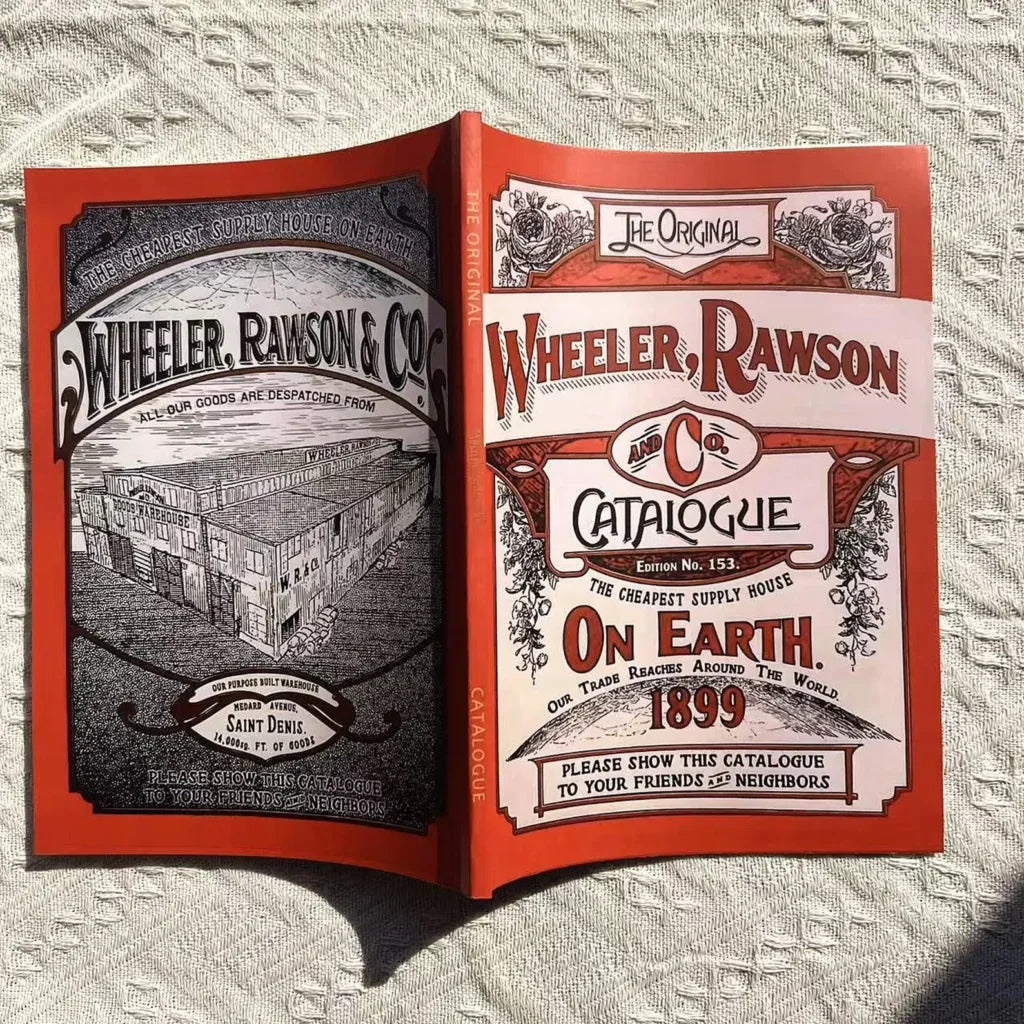 THE CHEAPEST SUPPLY HOUSE ON EARTH
WHEELER, RAWSON & CO.
ALL OUR GOODS ARE DESPATCHED FROM
WHEELER RAWSON
GOODS WAREHOUSE
W.R.&CO.
OUR PURPOSE BUILT WAREHOUSE
MEDARD AVENUE,
SAINT DENIS.
14,000sq. FT. OF GOODS
PLEASE SHOW THIS CATALOGUE
TO YOUR FRIENDS AND NEIGHBORS
THE ORIGINAL
CATALOGUE
THE ORIGINAL
WHEELER, RAWSON
AND CO.
CATALOGUE
EDITION No. 153.
THE CHEAPEST SUPPLY HOUSE
ON EARTH.
OUR TRADE REACHES AROUND THE WORLD.
1899
PLEASE SHOW THIS CATALOGUE
TO YOUR FRIENDS AND NEIGHBORS